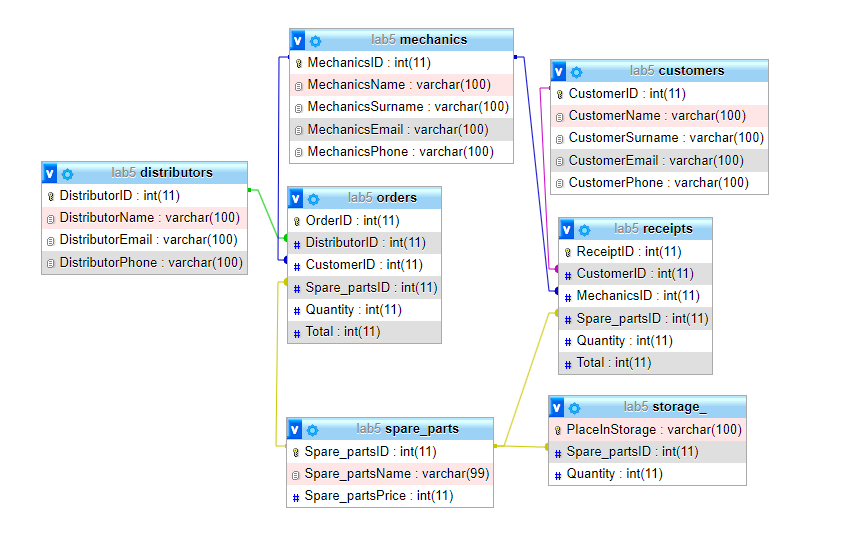 lab5 mechanics
MechanicsID : int(11)
MechanicsName : varchar(100)
MechanicsSurname : varchar(100)
MechanicsEmail : varchar(100)
MechanicsPhone : varchar(100)
lab5 customers
CustomerID : int(11)
CustomerName : varchar(100)
CustomerSurname : varchar(100)
CustomerEmail : varchar(100)
CustomerPhone : varchar(100)
lab5 distributors
DistributorID : int(11)
DistributorName : varchar(100)
DistributorEmail : varchar(100)
DistributorPhone : varchar(100)
lab5 orders
OrderID : int(11)
# DistributorID : int(11)
# CustomerID : int(11)
# Spare_partsID : int(11)
# Quantity : int(11)
# Total : int(11)
lab5 receipts
ReceiptID : int(11)
# CustomerID : int(11)
# MechanicsID : int(11)
# Spare_partsID : int(11)
# Quantity : int(11)
# Total : int(11)
lab5 spare_parts
Spare_partsID : int(11)
Spare_partsName : varchar(99)
# Spare_partsPrice : int(11)
lab5 storage_
PlaceInStorage : varchar(100)
# Spare_partsID : int(11)
# Quantity : int(11)